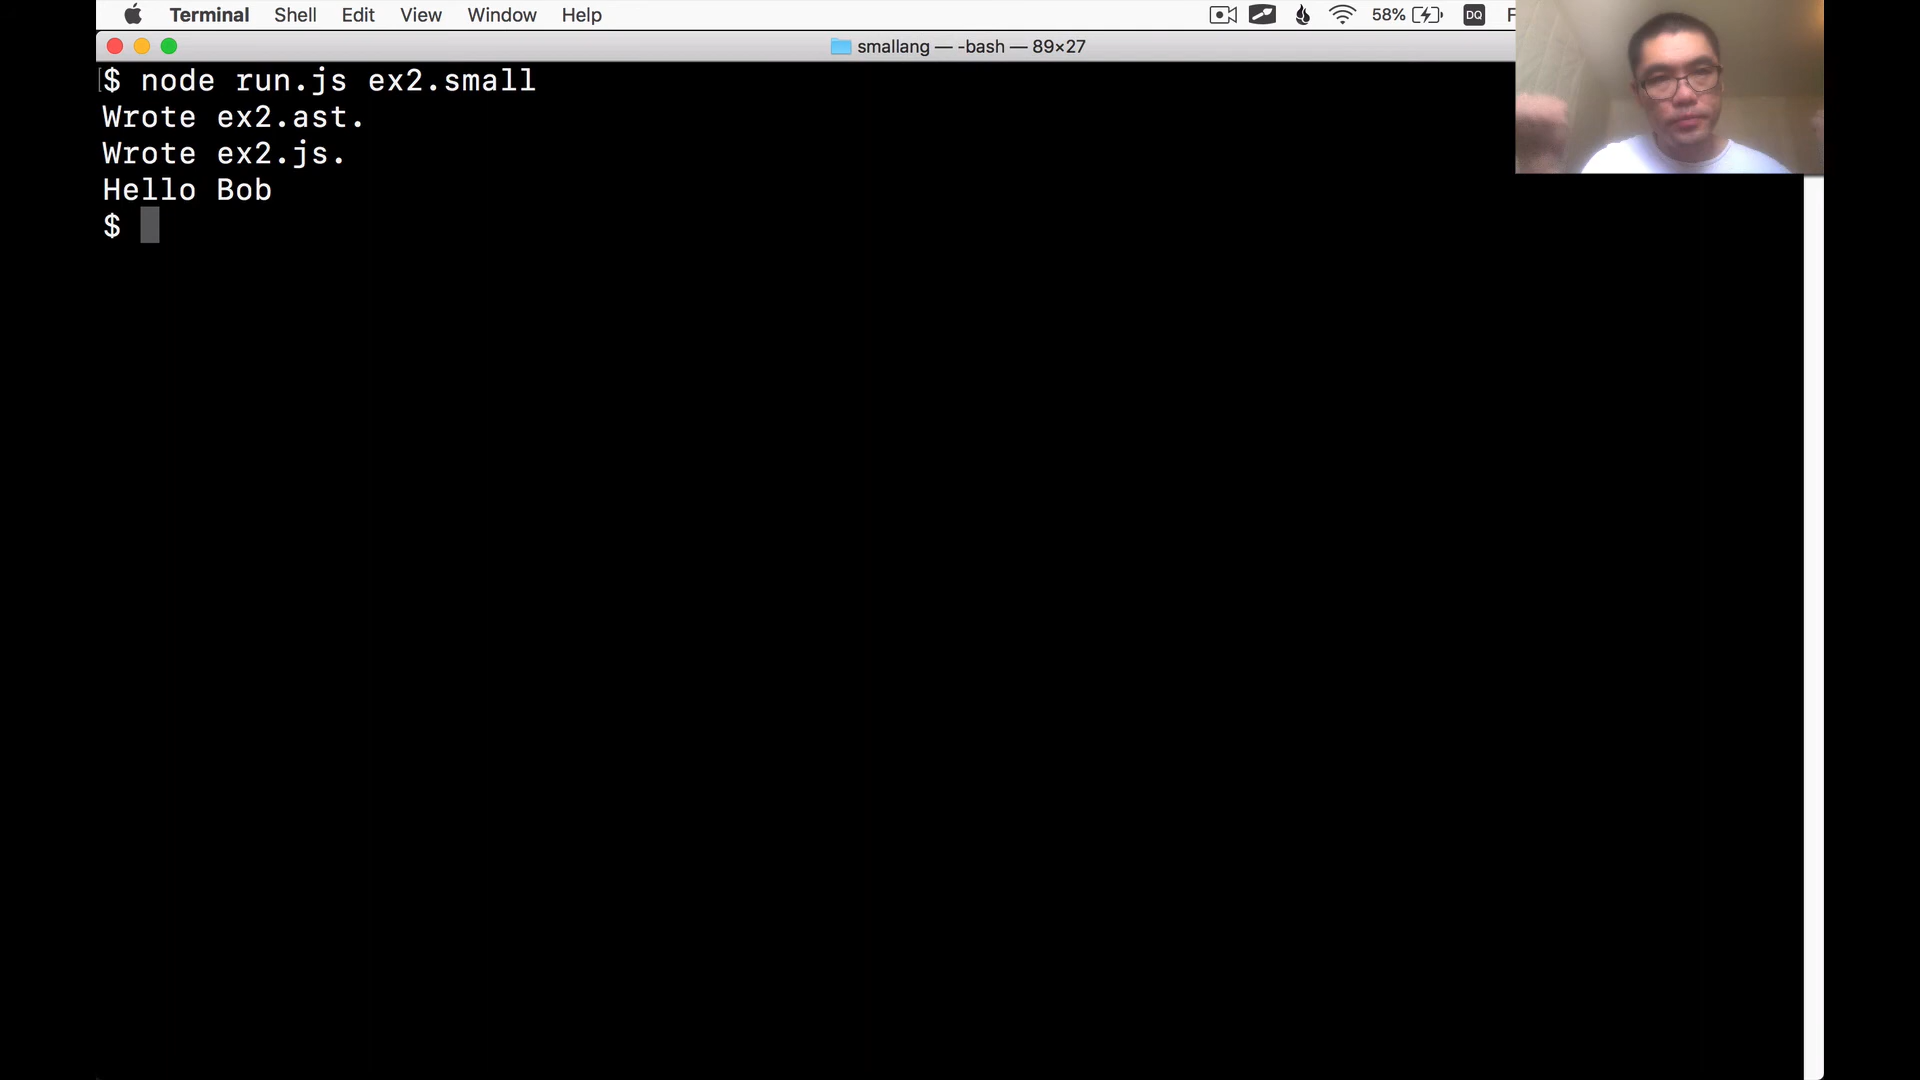 Terminal Shell Edit View Window Help 58% DQ F
smallang — -bash — 89×27
$ node run.js ex2.small
Wrote ex2.ast.
Wrote ex2.js.
Hello Bob
$